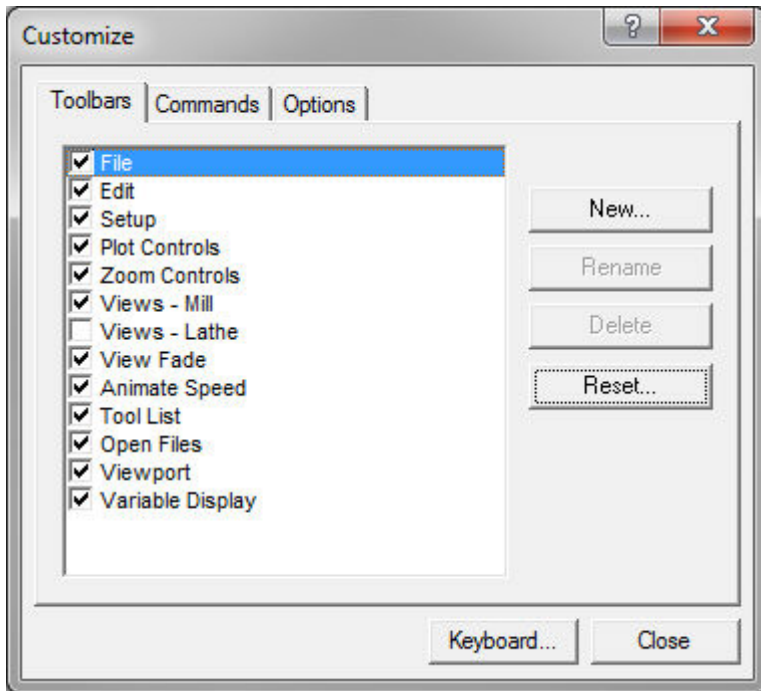 Customize
Toolbars Commands Options
File
Edit
Setup
Plot Controls
Zoom Controls
Views - Mill
Views - Lathe
View Fade
Animate Speed
Tool List
Open Files
Viewport
Variable Display
New...
Rename
Delete
Reset...
Keyboard... Close